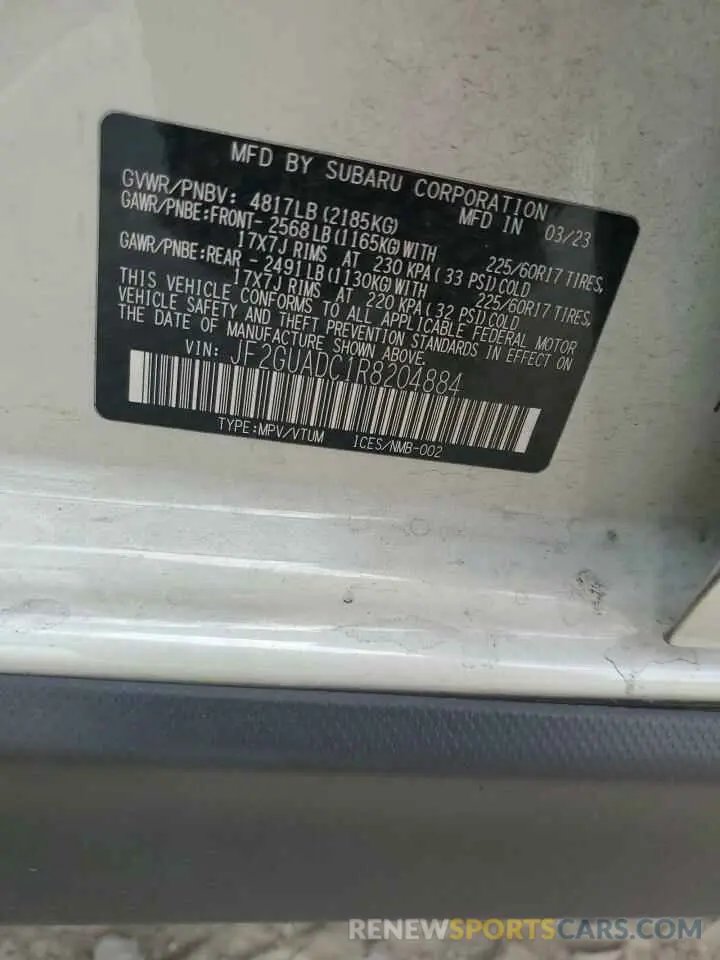 MFD BY SUBARU CORPORATION
GVWR/PNBV: 4817LB(2185KG) MFD IN 03/23
GAWR/PNBE:FRONT- 2568LB(1165KG)WITH 225/60R17 TIRES,
17X7J RIMS AT 230 KPA( 33 PSI)COLD
GAWR/PNBE:REAR - 2491LB(1130KG)WITH 225/60R17 TIRES,
17X7J RIMS AT 220 KPA( 32 PSI)COLD
THIS VEHICLE CONFORMS TO ALL APPLICABLE FEDERAL MOTOR
VEHICLE SAFETY AND THEFT PREVENTION STANDARDS IN EFFECT ON
THE DATE OF MANUFACTURE SHOWN ABOVE.
VIN: JF2GUADC1R8204884
TYPE:MPV/VTUM ICES/NMB-002
RENEWSPORTSCARS.COM